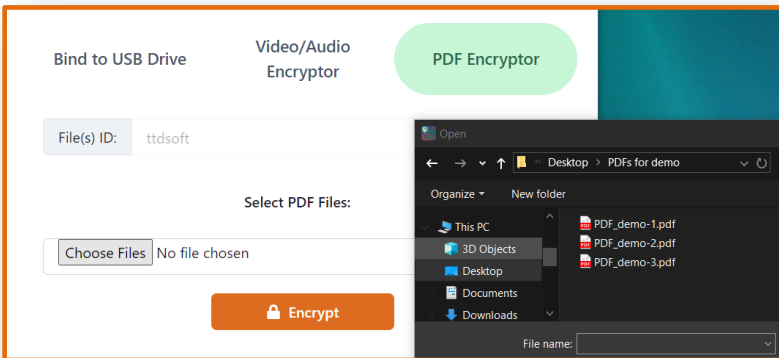 Bind to USB Drive
Video/Audio
Encryptor
PDF Encryptor
File(s) ID:
ttdsoft
Select PDF Files:
Choose Files No file chosen
Encrypt
Open
« Desktop > PDFs for demo
Organize
New folder
This PC
3D Objects
Desktop
Documents
Downloads
PDF_demo-1.pdf
PDF_demo-2.pdf
PDF_demo-3.pdf
File name: